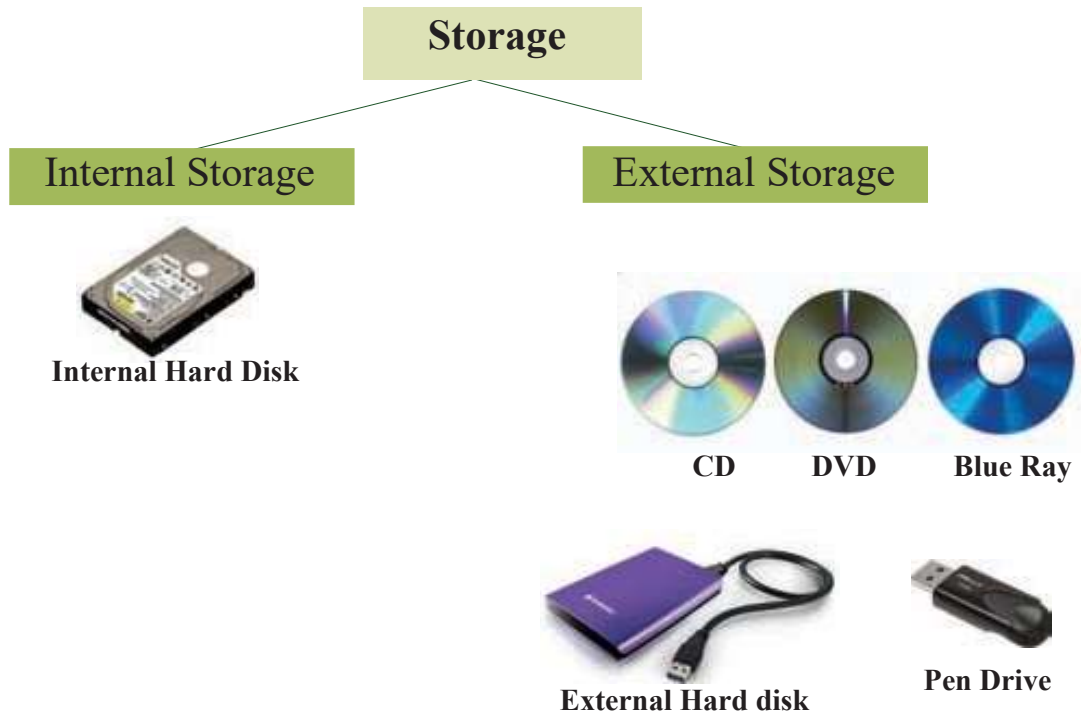 Storage
Internal Storage
External Storage
Internal Hard Disk
CD
DVD
Blue Ray
External Hard disk
Pen Drive